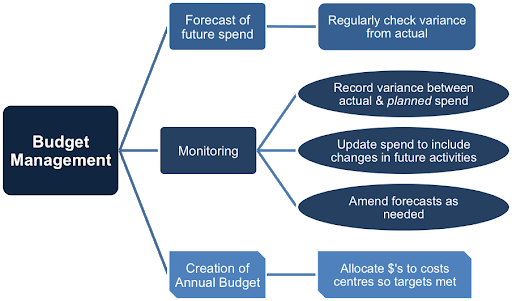 Budget
Management
Forecast of
future spend
Regularly check variance
from actual
Monitoring
Record variance between
actual & planned spend
Update spend to include
changes in future activities
Amend forecasts as
needed
Creation of
Annual Budget
Allocate $'s to costs
centres so targets met